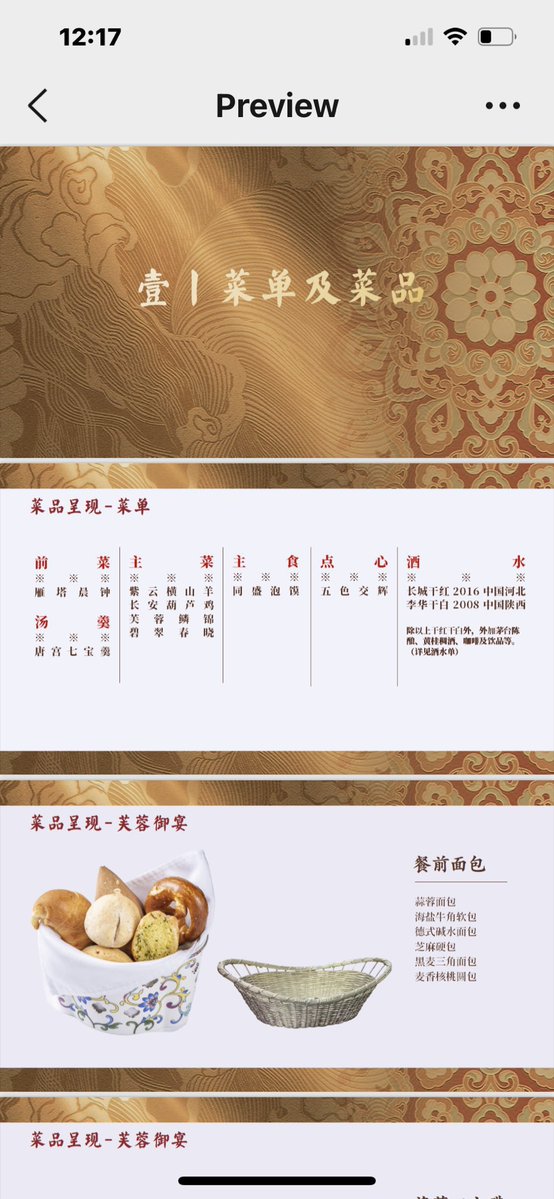 12:17
Preview
壹丨菜单及菜品
菜品呈现-菜单
前菜
※ ※ ※
雁塔晨钟
汤羹
※ ※ ※
唐宫七宝羹
主菜
※ ※ ※
紫云横山羊
长安葫芦鸡
芙蓉鳞锦
碧翠春晓
主食
※ ※ ※
同盛泡馍
点心
※ ※ ※
五色交辉
酒水
※ ※ ※
长城干红 2016 中国河北
李华干白 2008 中国陕西
除以上干红干白外，外加茅台陈
酿、黄桂稠酒、咖啡及饮品等。
（详见酒水单）
菜品呈现-芙蓉御宴
餐前面包
蒜蓉面包
海盐牛角软包
德式碱水面包
芝麻硬包
黑麦三角面包
麦香核桃圆包
菜品呈现-芙蓉御宴